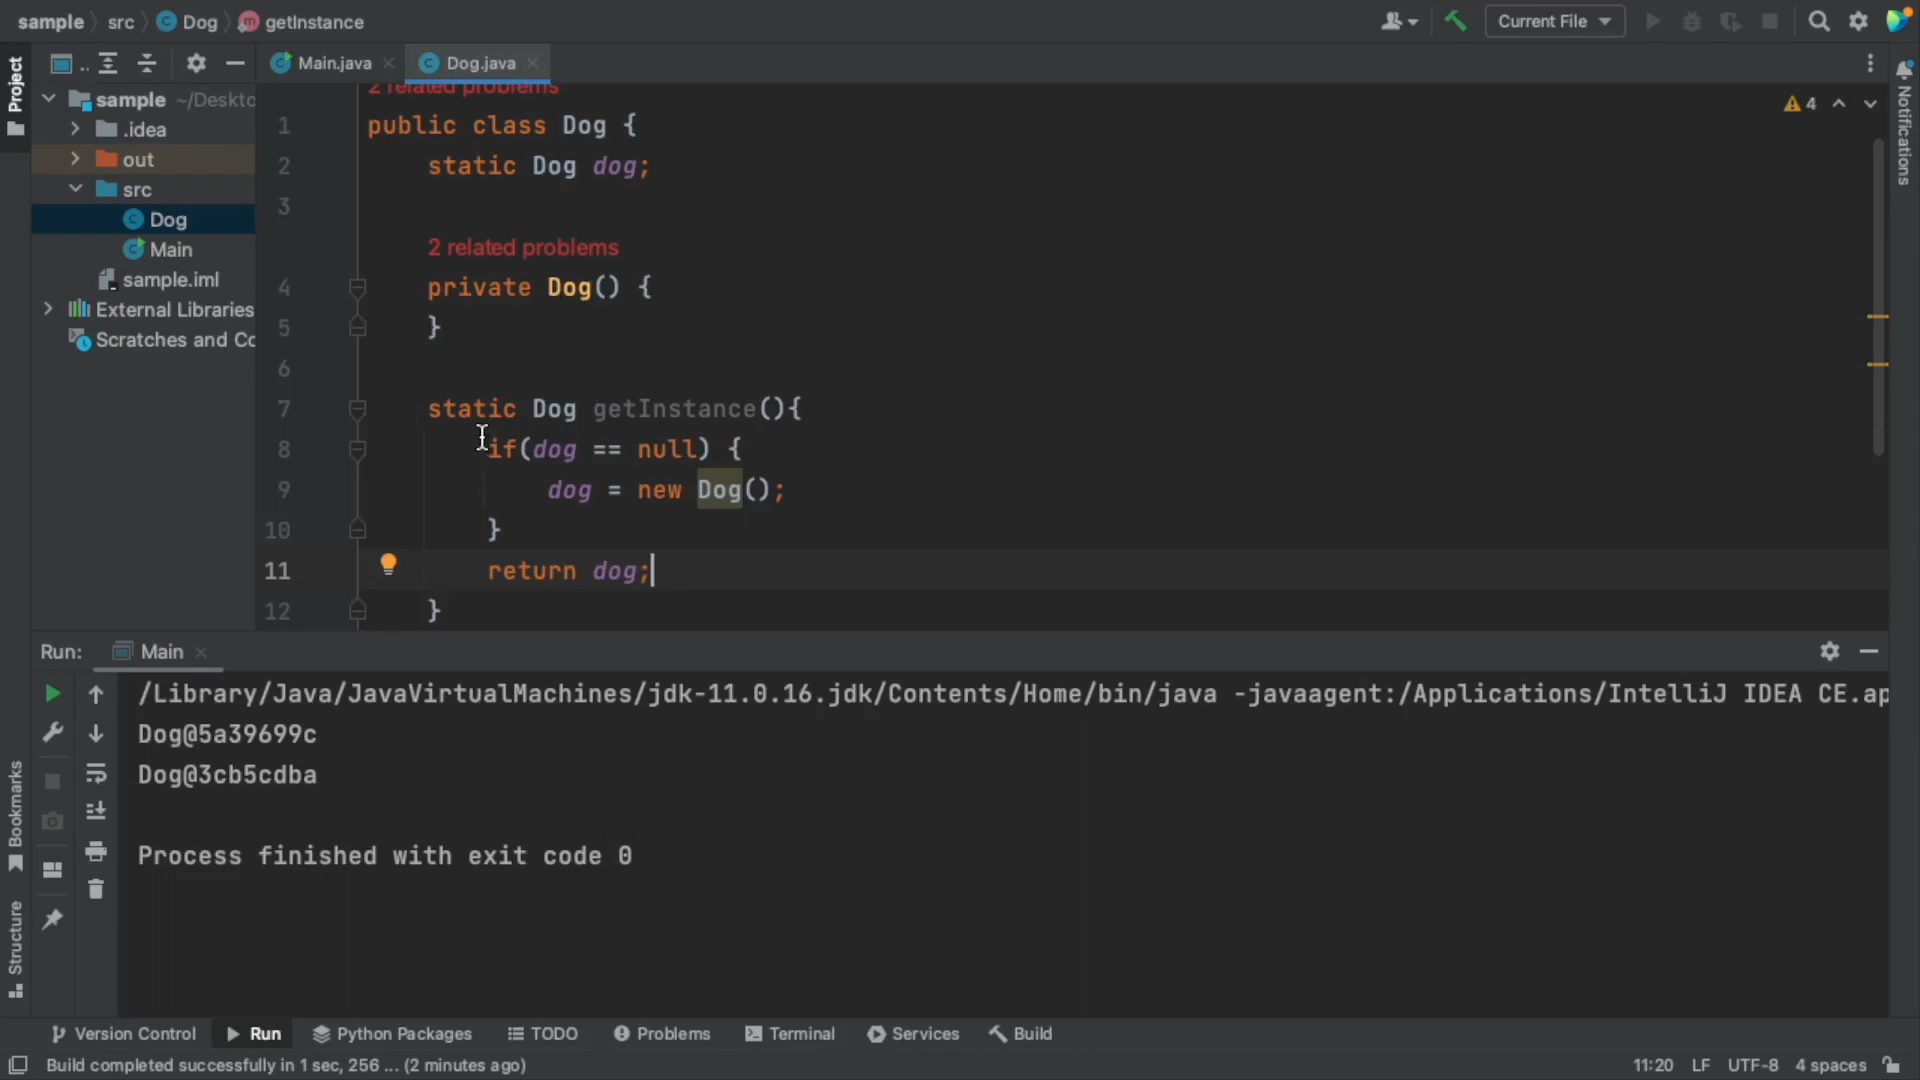 sample src Dog getInstance Current File
Project .. Main.java Dog.java
sample ~/Deskto
.idea
out
src
Dog
Main
sample.iml
External Libraries
Scratches and Co
2 related problems
4
1 public class Dog {
2 static Dog dog;
3
2 related problems
4 private Dog() {
5 }
6
7 static Dog getInstance(){
8 if(dog == null) {
9 dog = new Dog();
10 }
11 return dog;
12 }
Notifications
Run: Main
/Library/Java/JavaVirtualMachines/jdk-11.0.16.jdk/Contents/Home/bin/java -javaagent:/Applications/IntelliJ IDEA CE.ap
Dog@5a39699c
Dog@3cb5cdba
Process finished with exit code 0
Bookmarks
Structure
Version Control Run Python Packages TODO Problems Terminal Services Build
Build completed successfully in 1 sec, 256 ... (2 minutes ago) 11:20 LF UTF-8 4 spaces